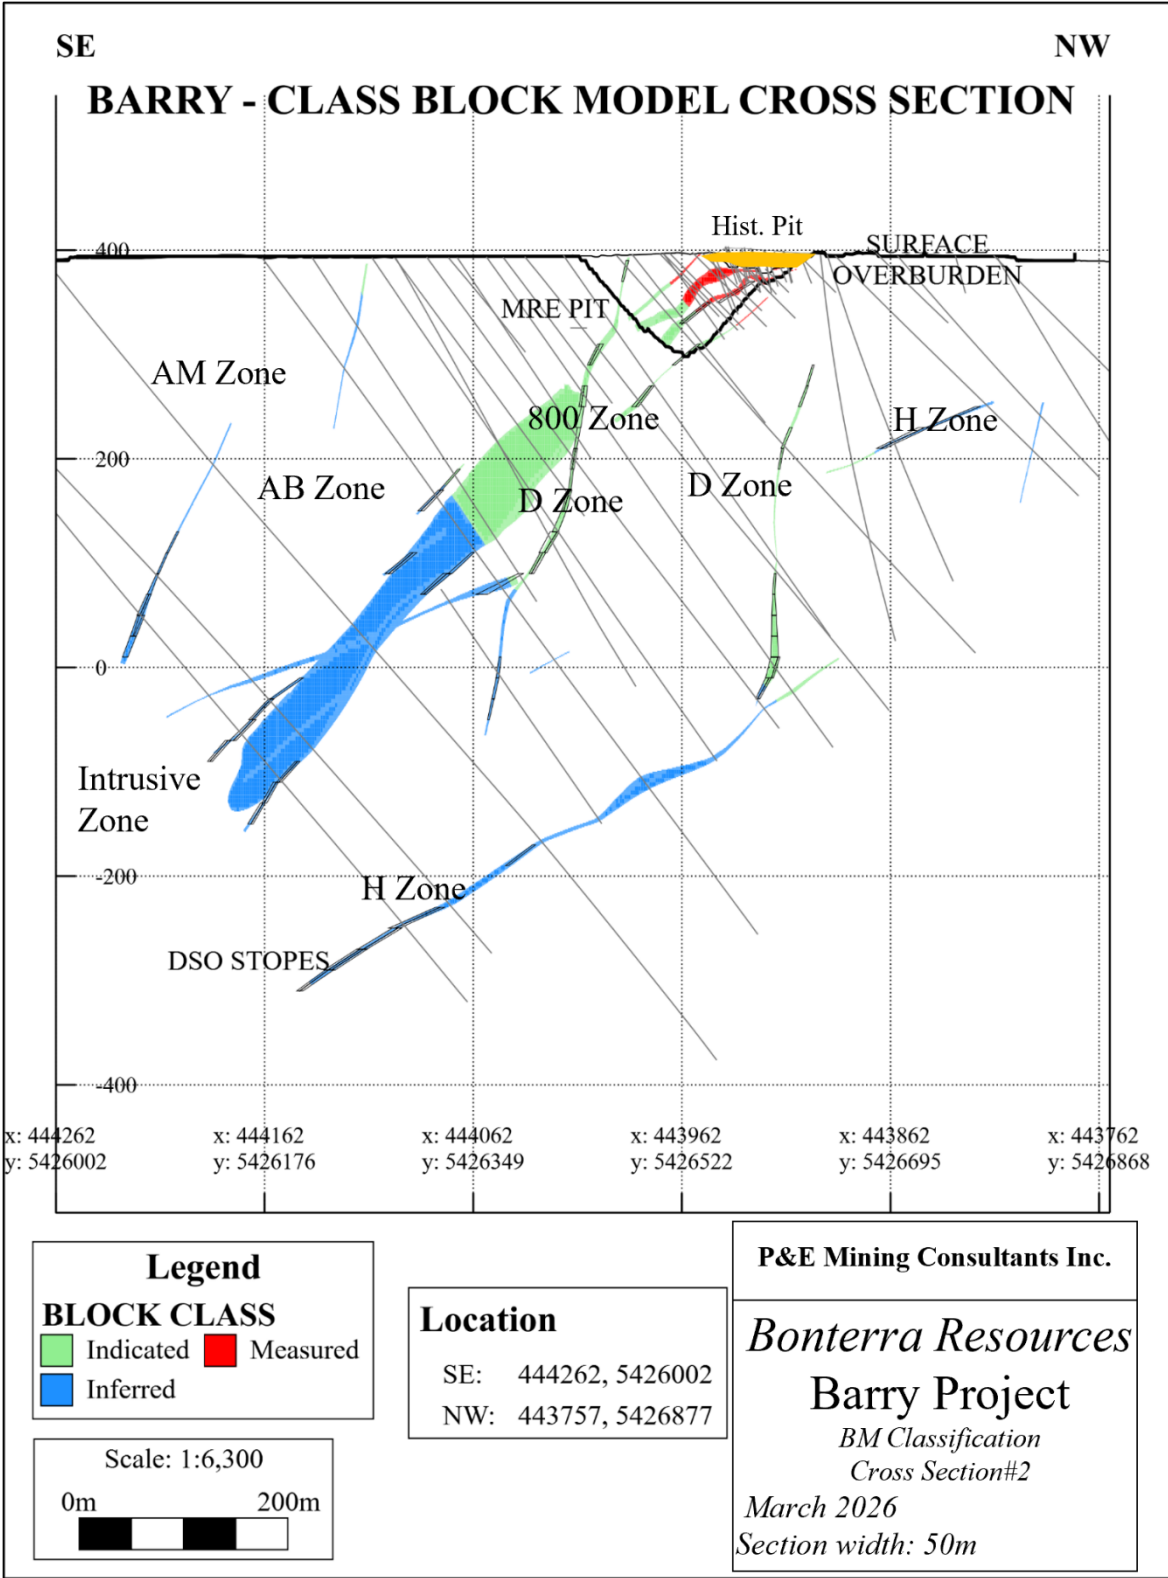 SE
NW
BARRY - CLASS BLOCK MODEL CROSS SECTION
Hist. Pit
400
SURFACE
OVERBURDEN
MRE PIT
AM Zone
800 Zone
H Zone
200
AB Zone
D Zone
D Zone
0
Intrusive
Zone
-200
H Zone
DSO STOPES
-400
x: 444262
y: 5426002
x: 444162
y: 5426176
x: 444062
y: 5426349
x: 443962
y: 5426522
x: 443862
y: 5426695
x: 443762
y: 5426868
Legend
BLOCK CLASS
Indicated
Measured
Inferred
Scale: 1:6,300
0m 200m
Location
SE: 444262, 5426002
NW: 443757, 5426877
P&E Mining Consultants Inc.
Bonterra Resources
Barry Project
BM Classification
Cross Section#2
March 2026
Section width: 50m